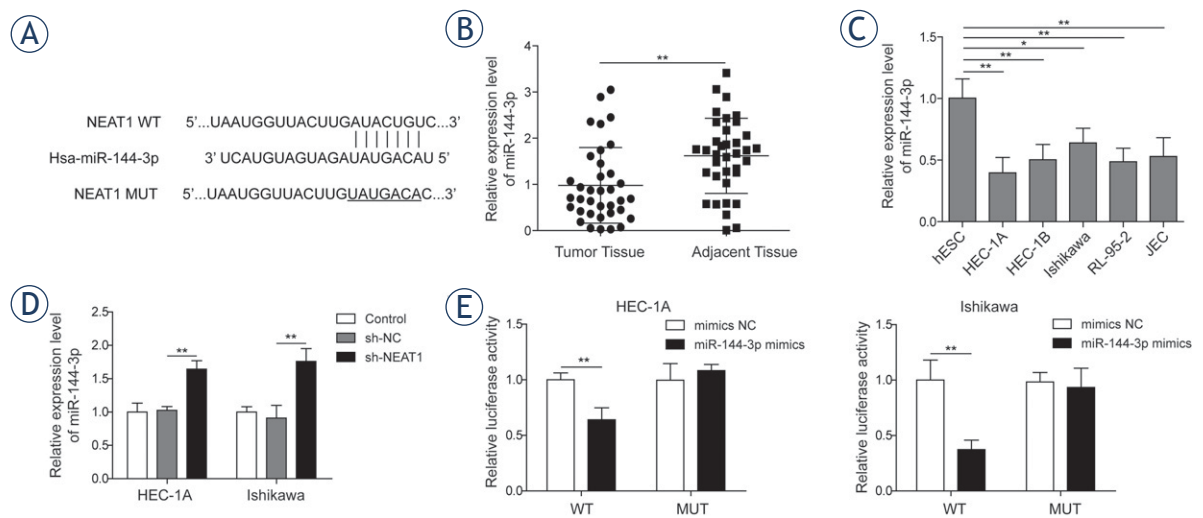 A
NEAT1 WT 5'...UAAUGGUUACUUGAUACUGUC...3'
Hsa-miR-144-3p 3' UCAUGUAGUAGAUAUGACAU 5'
NEAT1 MUT 5'...UAAUGGUUACUUGUAUGACAC...3'
B
Relative expression level
of miR-144-3p
4
3
2
1
0
**
Tumor Tissue
Adjacent Tissue
C
Relative expression level
of miR-144-3p
1.5
1.0
0.5
0.0
**
**
*
**
**
hESC
HEC-1A
HEC-1B
Ishikawa
RL-95-2
JEC
D
Relative expression level
of miR-144-3p
2.5
2.0
1.5
1.0
0.5
0.0
**
**
Control
sh-NC
sh-NEAT1
HEC-1A
Ishikawa
E
HEC-1A
Relative luciferase activity
1.5
1.0
0.5
0.0
**
mimics NC
miR-144-3p mimics
WT
MUT
Ishikawa
Relative luciferase activity
1.5
1.0
0.5
0.0
**
mimics NC
miR-144-3p mimics
WT
MUT